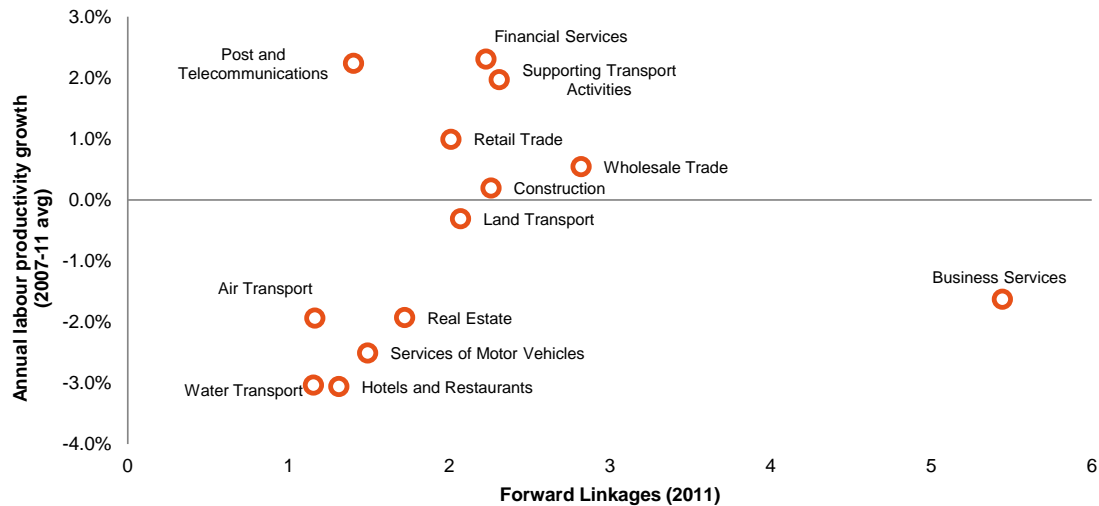 3.0%
2.0%
1.0%
0.0%
-1.0%
-2.0%
-3.0%
-4.0%
Annual labour productivity growth
(2007-11 avg)
Post and
Telecommunications
Financial Services
Supporting Transport
Activities
Retail Trade
Wholesale Trade
Construction
Land Transport
Business Services
Air Transport
Real Estate
Services of Motor Vehicles
Water Transport
Hotels and Restaurants
0
1
2
3
4
5
6
Forward Linkages (2011)